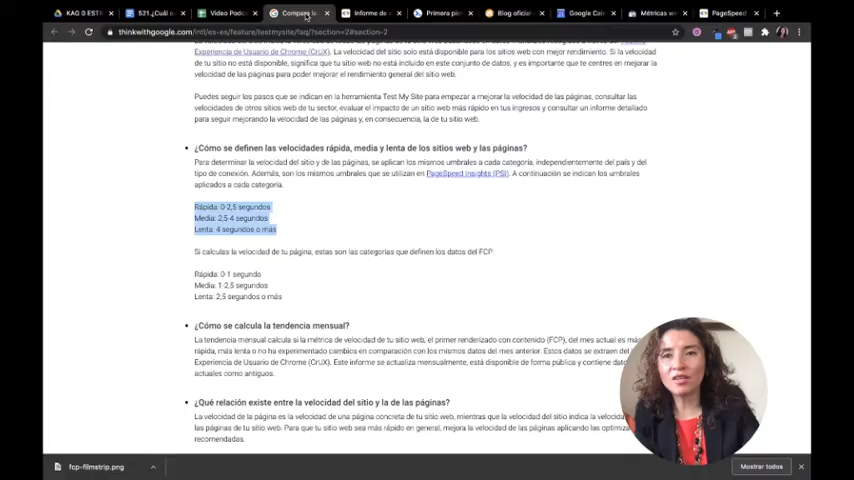 KAG 0 ESTR
521.¿Cuál
Video Podc
Compara la
Informe de
Primera pin
Blog oficial
Google Cale
Métricas we
PageSpeed
thinkwithgoogle.com/intl/es-es/feature/testmysite/faq/?section=2#section-2
Experiencia de Usuario de Chrome (CrUX). La velocidad del sitio solo está disponible para los sitios web con mejor rendimiento. Si la velocidad
de tu sitio no está disponible, significa que tu sitio web no está incluido en este conjunto de datos, y es importante que te centres en mejorar la
velocidad de las páginas para poder mejorar el rendimiento general del sitio web.
Puedes seguir los pasos que se indican en la herramienta Test My Site para empezar a mejorar la velocidad de las páginas, consultar las
velocidades de otros sitios web de tu sector, evaluar el impacto de un sitio web más rápido en tus ingresos y consultar un informe detallado
para seguir mejorando la velocidad de las páginas y, en consecuencia, la de tu sitio web.
• ¿Cómo se definen las velocidades rápida, media y lenta de los sitios web y las páginas?
Para determinar la velocidad del sitio y de las páginas, se aplican los mismos umbrales a cada categoría, independientemente del país y del
tipo de conexión. Además, son los mismos umbrales que se utilizan en PageSpeed Insights (PSI). A continuación se indican los umbrales
aplicados a cada categoría.
Rápida: 0-2,5 segundos
Media: 2,5-4 segundos
Lenta: 4 segundos o más
Si calculas la velocidad de tu página, estas son las categorías que definen los datos del FCP:
Rápida: 0-1 segundo
Media: 1-2,5 segundos
Lenta: 2,5 segundos o más
• ¿Cómo se calcula la tendencia mensual?
La tendencia mensual calcula si la métrica de velocidad de tu sitio web, el primer renderizado con contenido (FCP), del mes actual es más
rápida, más lenta o no ha experimentado cambios en comparación con los mismos datos del mes anterior. Estos datos se extraen del
Experiencia de Usuario de Chrome (CrUX). Este informe se actualiza mensualmente, está disponible de forma pública y contiene dato
actuales como antiguos.
• ¿Qué relación existe entre la velocidad del sitio y la de las páginas?
La velocidad de la página es la velocidad de una página concreta de tu sitio web, mientras que la velocidad del sitio indica la velocid
las páginas de tu sitio web. Para que tu sitio web sea más rápido en general, mejora la velocidad de las páginas aplicando las optimiza
recomendadas.
fcp-filmstrip.png
Mostrar todos